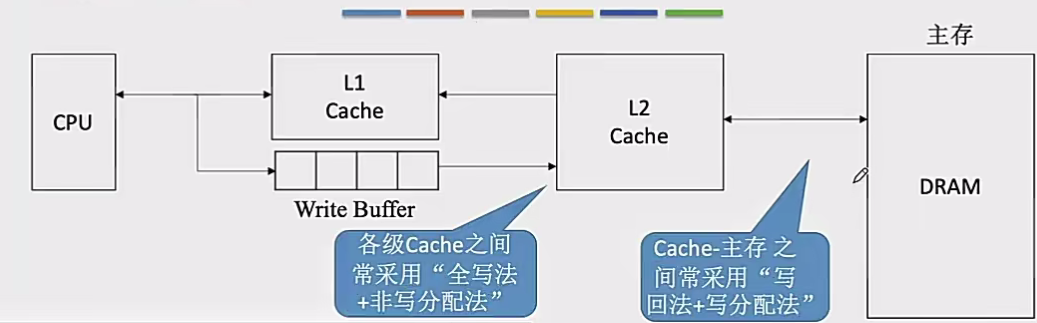 主存
CPU
L1
Cache
L2
Cache
DRAM
Write Buffer
各级Cache之间
常采用“全写法
+非写分配法”
Cache-主存 之
间常采用“写
回法+写分配法”